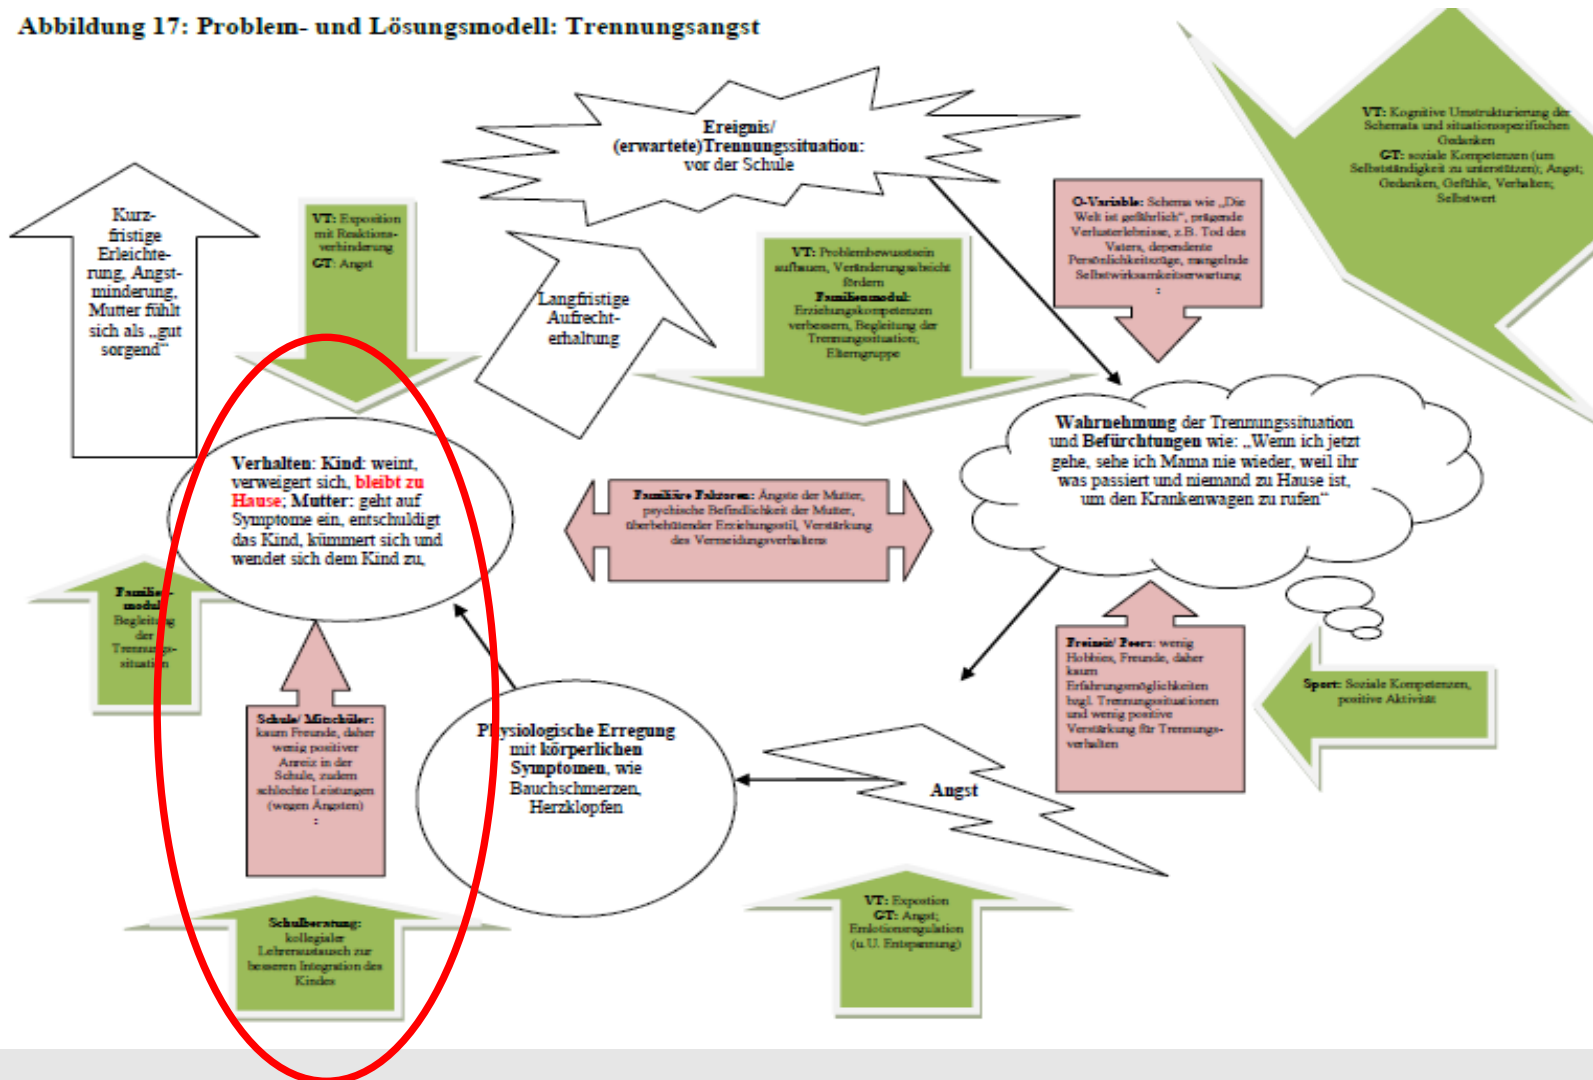 Abbildung 17: Problem- und Lösungsmodell: Trennungsangst
Ereignis/
(erwartete)Trennungssituation:
vor der Schule
VT: Kognitive Umstrukturierung der
Schemata und situationsspezifischen
Gedanken
GT: soziale Kompetenzen (um
Selbstständigkeit zu unterstützen); Angst;
Gedanken, Gefühle, Verhalten;
Selbstwert
Kurz-
fristige
Erleichte-
rung, Angst-
minderung,
Mutter fühlt
sich als „gut
sorgend“
VT: Exposition
mit Reaktions-
verhinderung
GT: Angst
Langfristige
Aufrecht-
erhaltung
VT: Problembewusstsein
aufbauen, Veränderungsabsicht
fördern
Familienmodul:
Erziehungskompetenzen
verbessern, Begleitung der
Trennungssituation;
Elterngruppe
O-Variable: Schema wie „Die
Welt ist gefährlich“, prägende
Verlusterlebnisse, z.B. Tod des
Vaters, dependente
Persönlichkeitszüge, mangelnde
Selbstwirksamkeitserwartung
:
Verhalten: Kind: weint,
verweigert sich, bleibt zu
Hause; Mutter: geht auf
Symptome ein, entschuldigt
das Kind, kümmert sich und
wendet sich dem Kind zu,
Familiäre Faktoren: Ängste der Mutter,
psychische Befindlichkeit der Mutter,
überbehütender Erziehungsstil, Verstärkung
des Vermeidungsverhaltens
Wahrnehmung der Trennungssituation
und Befürchtungen wie: „Wenn ich jetzt
gehe, sehe ich Mama nie wieder, weil ihr
was passiert und niemand zu Hause ist,
um den Krankenwagen zu rufen“
Familien-
modul:
Begleitung
der
Trennungs-
situation
Schule/ Mitschüler:
kaum Freunde, daher
wenig positiver
Anreiz in der
Schule, zudem
schlechte Leistungen
(wegen Ängsten)
:
Physiologische Erregung
mit körperlichen
Symptomen, wie
Bauchschmerzen,
Herzklopfen
Angst
Freizeit/ Peers: wenig
Hobbies, Freunde, daher
kaum
Erfahrungsmöglichkeiten
bzgl. Trennungssituationen
und wenig positive
Verstärkung für Trennungs-
verhalten
Sport: Soziale Kompetenzen,
positive Aktivität
Schulberatung:
kollegialer
Lehreraustausch zur
besseren Integration des
Kindes
VT: Expostion
GT: Angst;
Emlotionsregulation
(u.U. Entspannung)